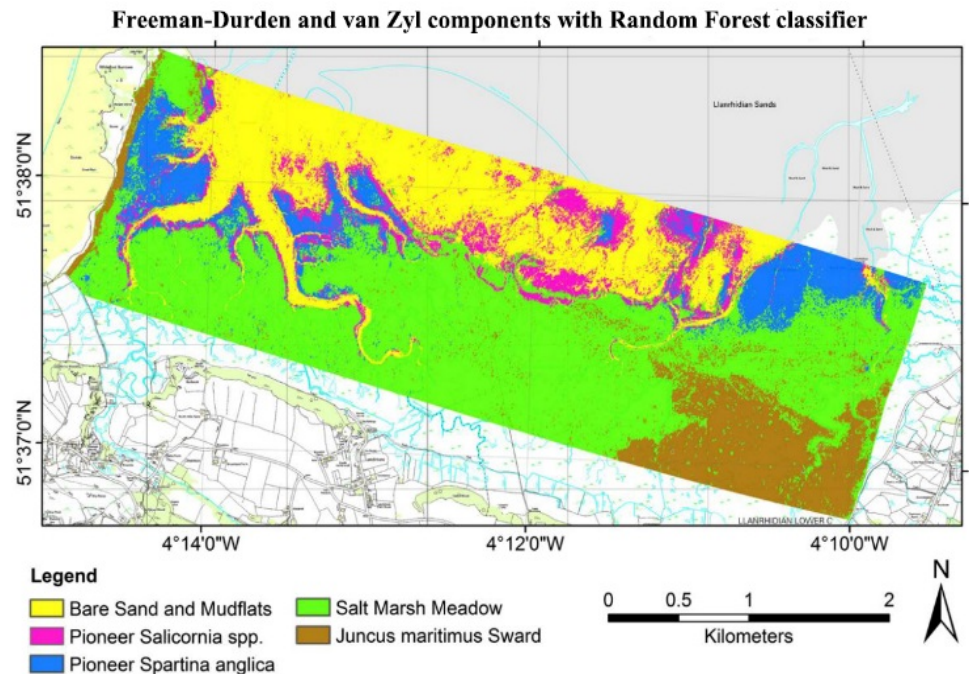 Freeman-Durden and van Zyl components with Random Forest classifier
Llanrhidian Sands
51°38'0"N
51°37'0"N
LLANRHIDIAN LOWER C
4°14'0"W
4°12'0"W
4°10'0"W
Legend
Bare Sand and Mudflats
Salt Marsh Meadow
Pioneer Salicornia spp.
Juncus maritimus Sward
Pioneer Spartina anglica
0 0.5 1 2
Kilometers
N